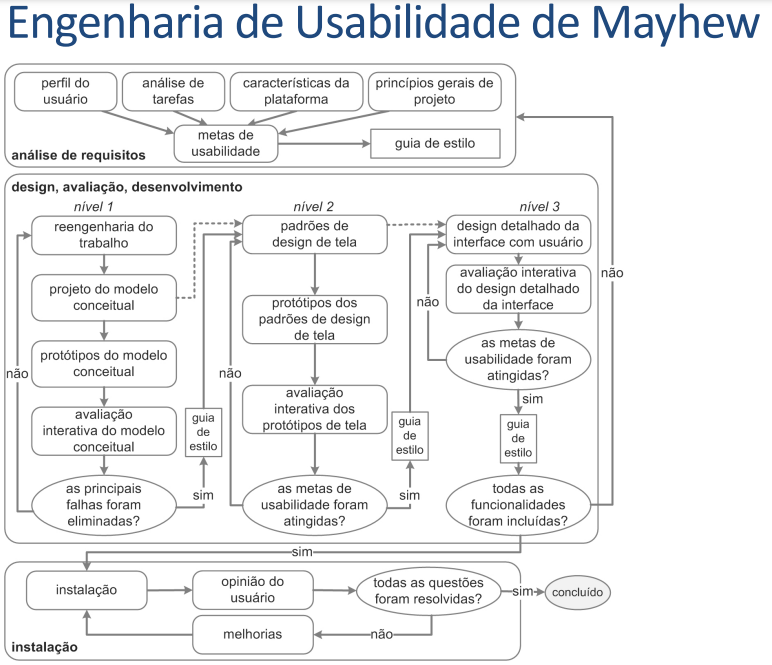 Engenharia de Usabilidade de Mayhew
perfil do
usuário
análise de
tarefas
características da
plataforma
princípios gerais de
projeto
metas de
usabilidade
guia de estilo
análise de requisitos
design, avaliação, desenvolvimento
nível 1
nível 2
nível 3
reengenharia do
trabalho
projeto do modelo
conceitual
protótipos do modelo
conceitual
avaliação
interativa do modelo
conceitual
as principais
falhas foram
eliminadas?
não
sim
guia
de
estilo
padrões de
design de tela
protótipos dos
padrões de design
de tela
avaliação
interativa dos
protótipos de tela
as metas de
usabilidade foram
atingidas?
não
sim
guia
de
estilo
design detalhado da
interface com usuário
avaliação interativa
do design detalhado
da interface
as metas de
usabilidade foram
atingidas?
não
sim
guia
de
estilo
todas as
funcionalidades
foram incluídas?
não
sim
instalação
opinião do
usuário
todas as questões
foram resolvidas?
sim
concluído
não
melhorias
instalação